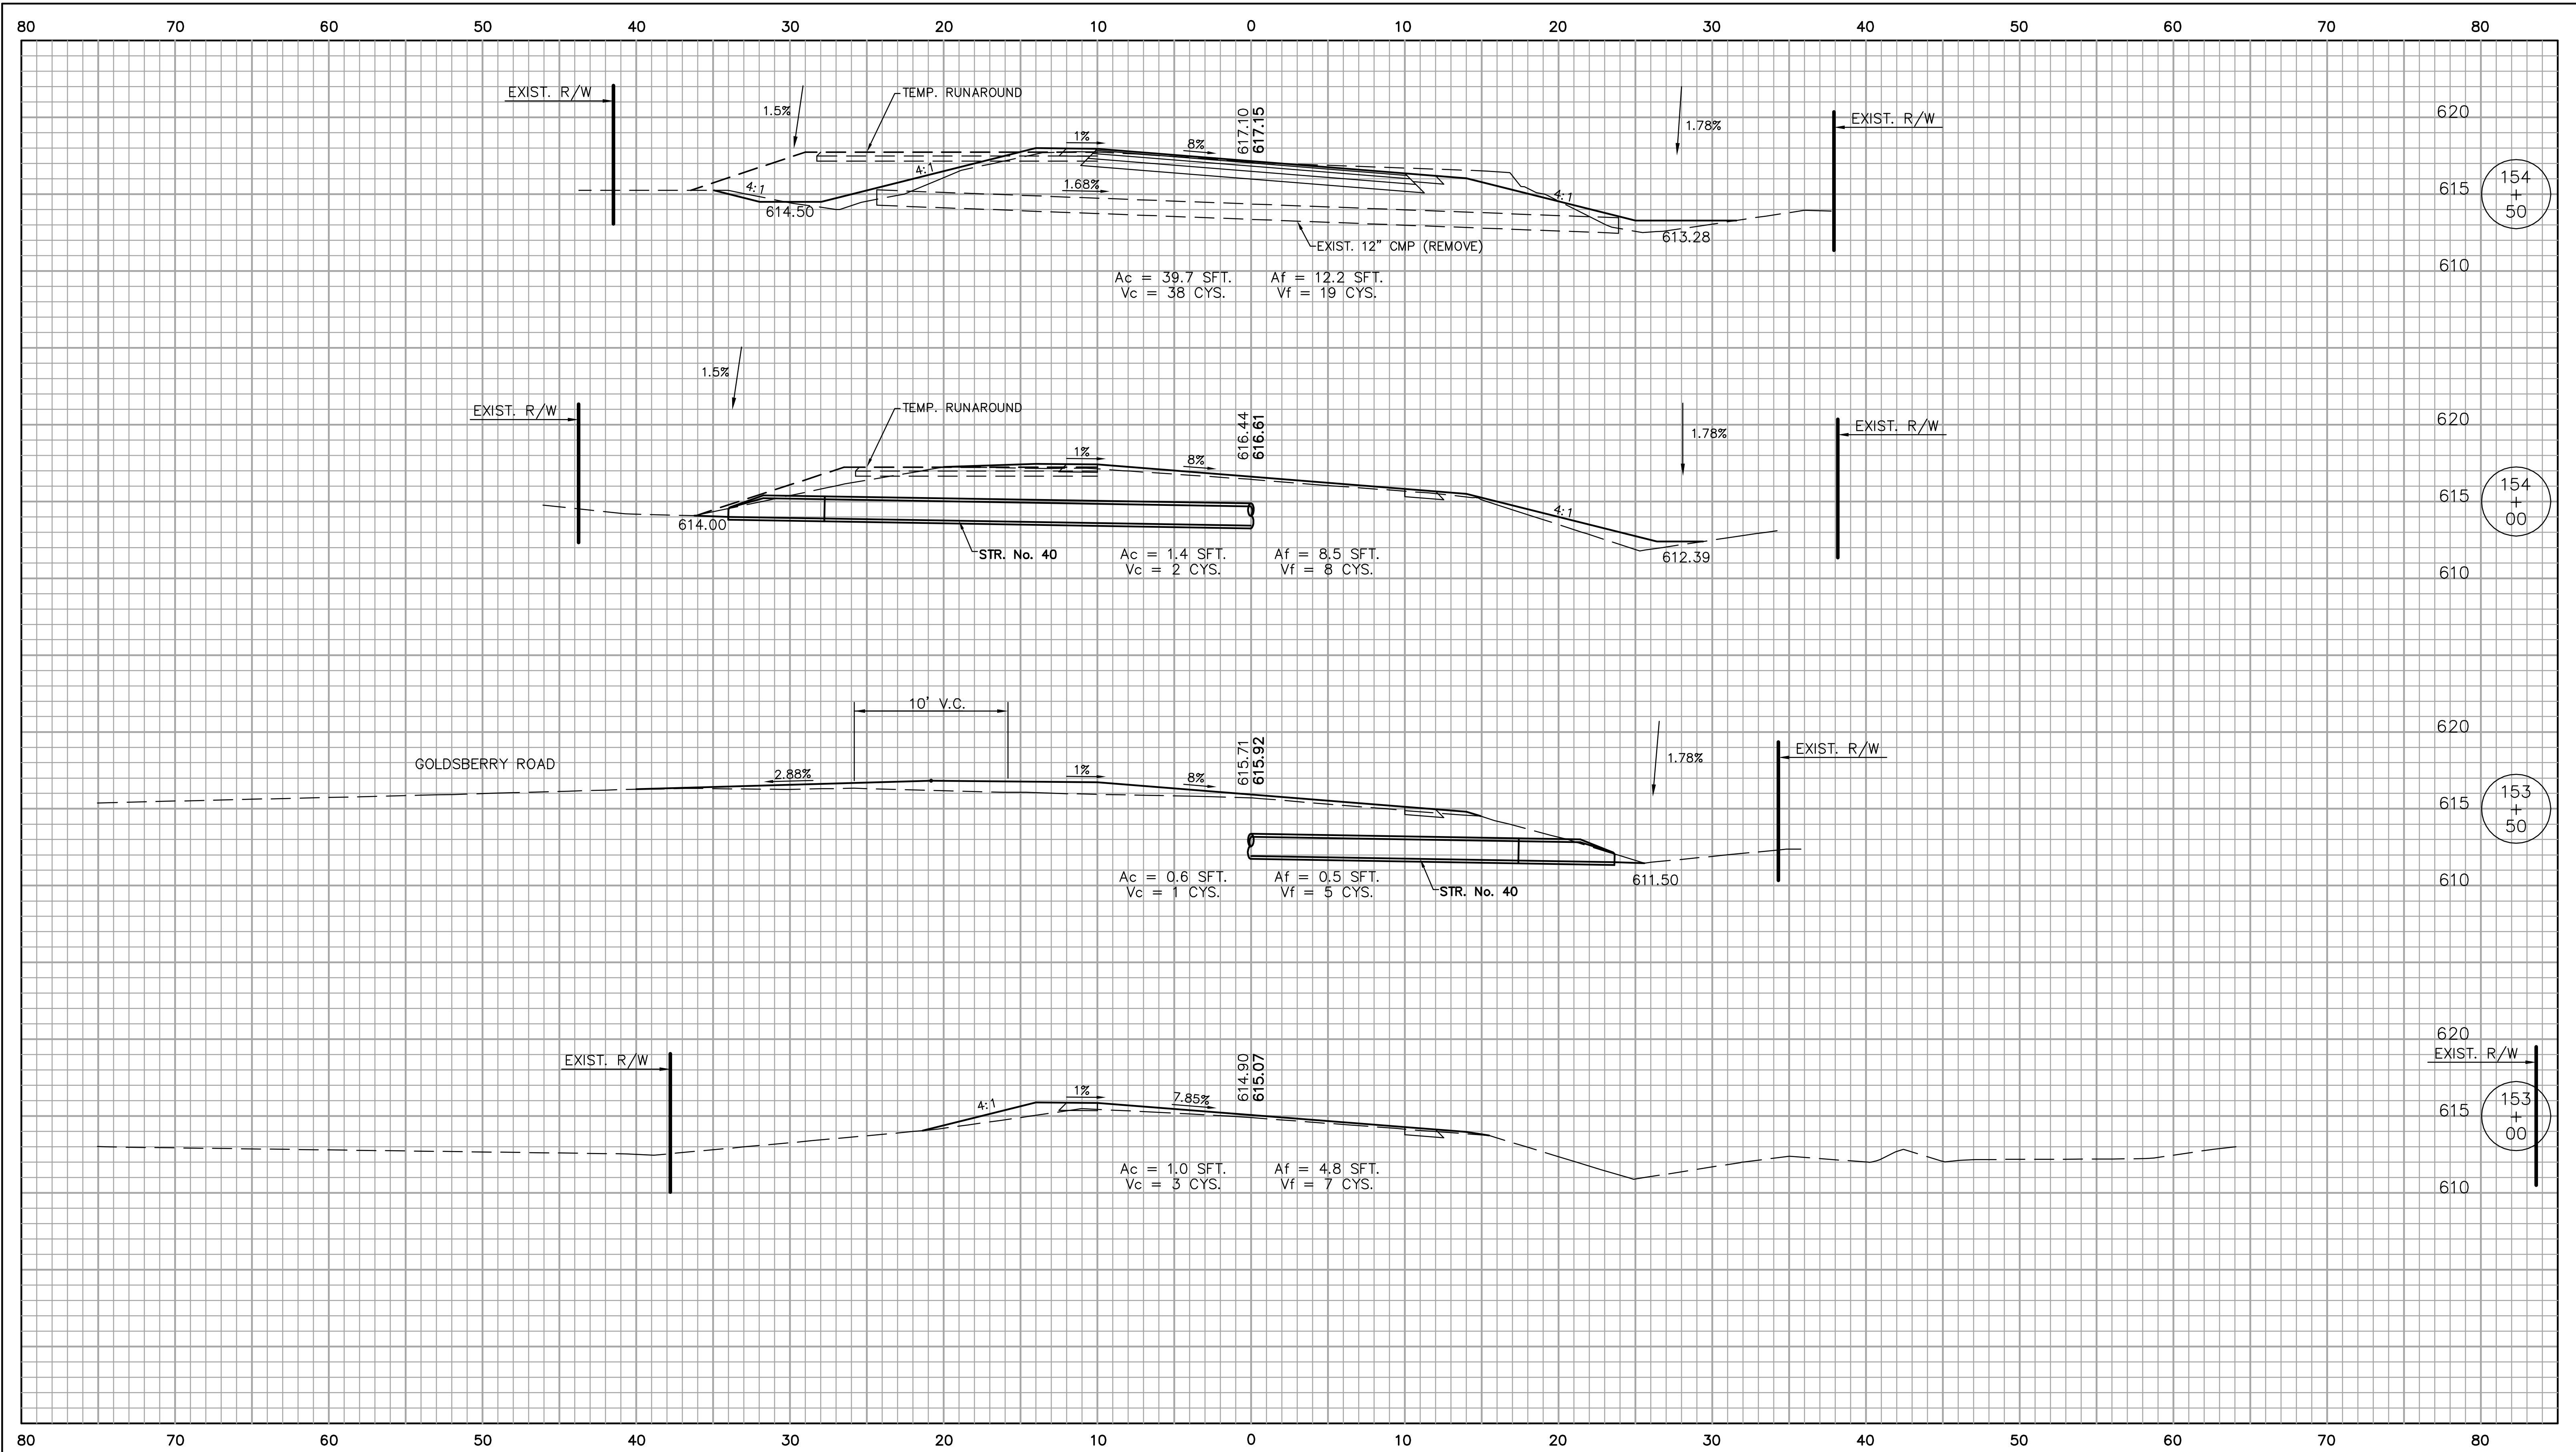 80 70 60 50 40 30 20 10 0 10 20 30 40 50 60 70 80
EXIST. R/W
1.5%
TEMP. RUNAROUND
1%
8%
617.10
617.15
1.78%
EXIST. R/W
620
4:1
4:1
1.68%
4:1
615
614.50
613.28
EXIST. 12" CMP (REMOVE)
610
154
+
50
Ac = 39.7 SFT. Af = 12.2 SFT.
Vc = 38 CYS. Vf = 19 CYS.
1.5%
EXIST. R/W
TEMP. RUNAROUND
1%
8%
616.44
616.61
1.78%
EXIST. R/W
620
4:1
615
614.00
STR. No. 40
612.39
610
154
+
00
Ac = 1.4 SFT. Af = 8.5 SFT.
Vc = 2 CYS. Vf = 8 CYS.
10' V.C.
GOLDSBERRY ROAD
2.88%
1%
8%
615.71
615.92
1.78%
EXIST. R/W
620
615
611.50
610
153
+
50
Ac = 0.6 SFT. Af = 0.5 SFT.
Vc = 1 CYS. Vf = 5 CYS.
STR. No. 40
EXIST. R/W
4:1
1%
7.85%
614.90
615.07
620
EXIST. R/W
615
610
153
+
00
Ac = 1.0 SFT. Af = 4.8 SFT.
Vc = 3 CYS. Vf = 7 CYS.
80 70 60 50 40 30 20 10 0 10 20 30 40 50 60 70 80